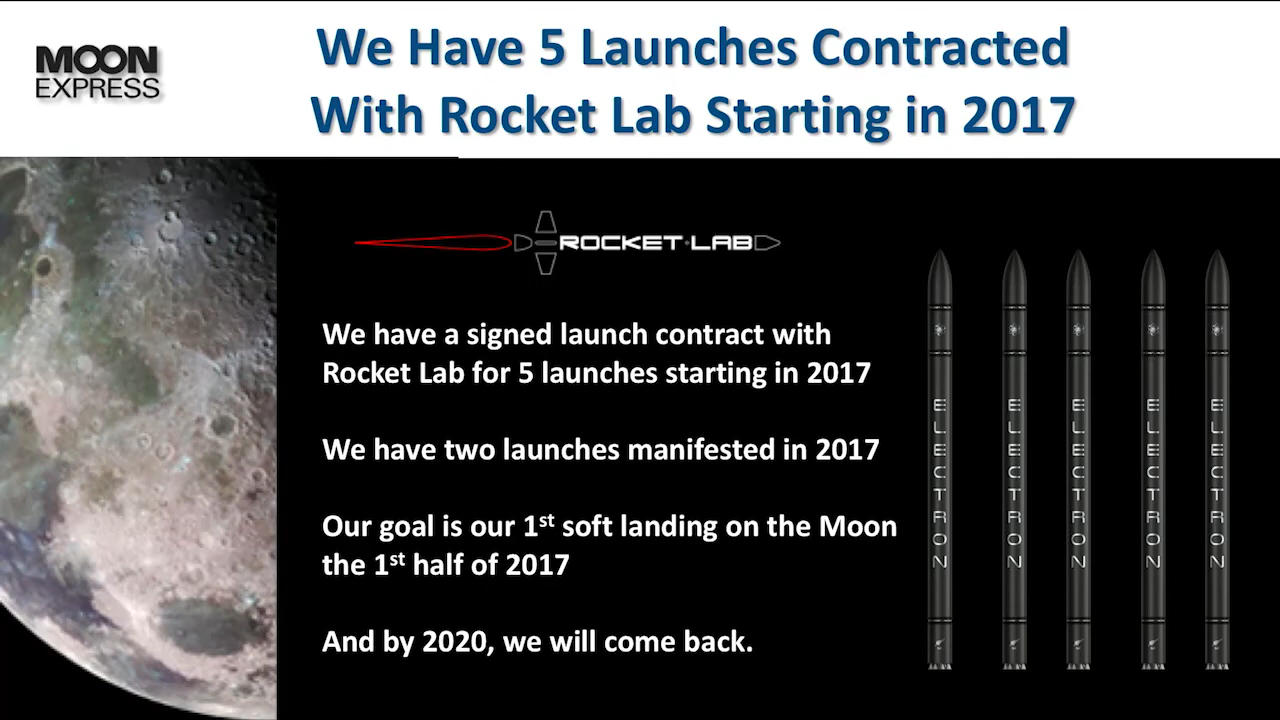 MOON
EXPRESS
We Have 5 Launches Contracted
With Rocket Lab Starting in 2017
ROCKET·LAB
We have a signed launch contract with
Rocket Lab for 5 launches starting in 2017
We have two launches manifested in 2017
Our goal is our 1st soft landing on the Moon
the 1st half of 2017
And by 2020, we will come back.
ELECTRON
ELECTRON
ELECTRON
ELECTRON
ELECTRON